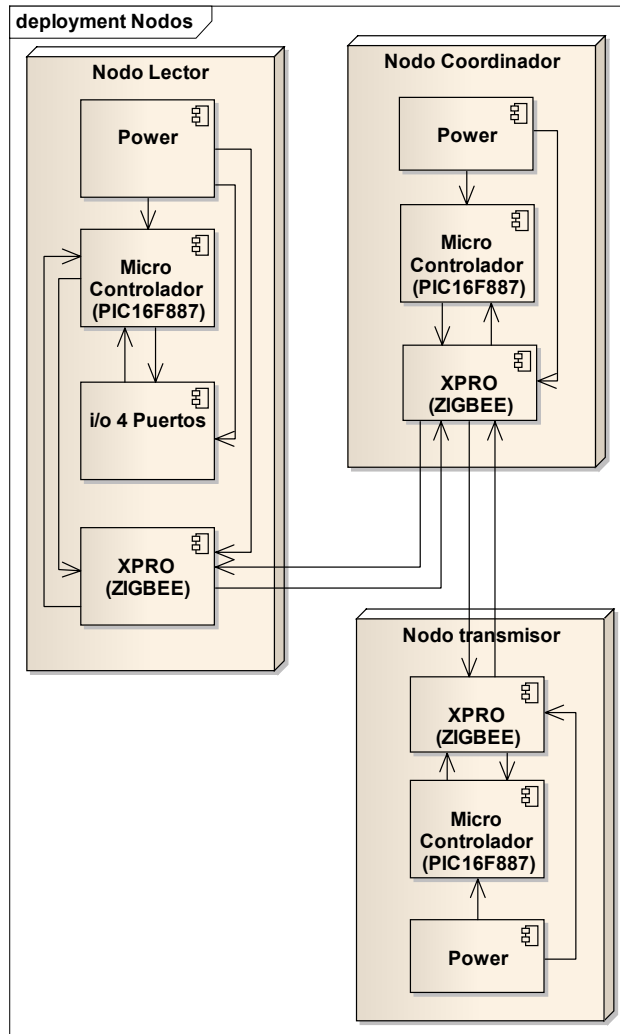 deployment Nodos
Nodo Lector
Power
Micro
Controlador
(PIC16F887)
i/o 4 Puertos
XPRO
(ZIGBEE)
Nodo Coordinador
Power
Micro
Controlador
(PIC16F887)
XPRO
(ZIGBEE)
Nodo transmisor
XPRO
(ZIGBEE)
Micro
Controlador
(PIC16F887)
Power